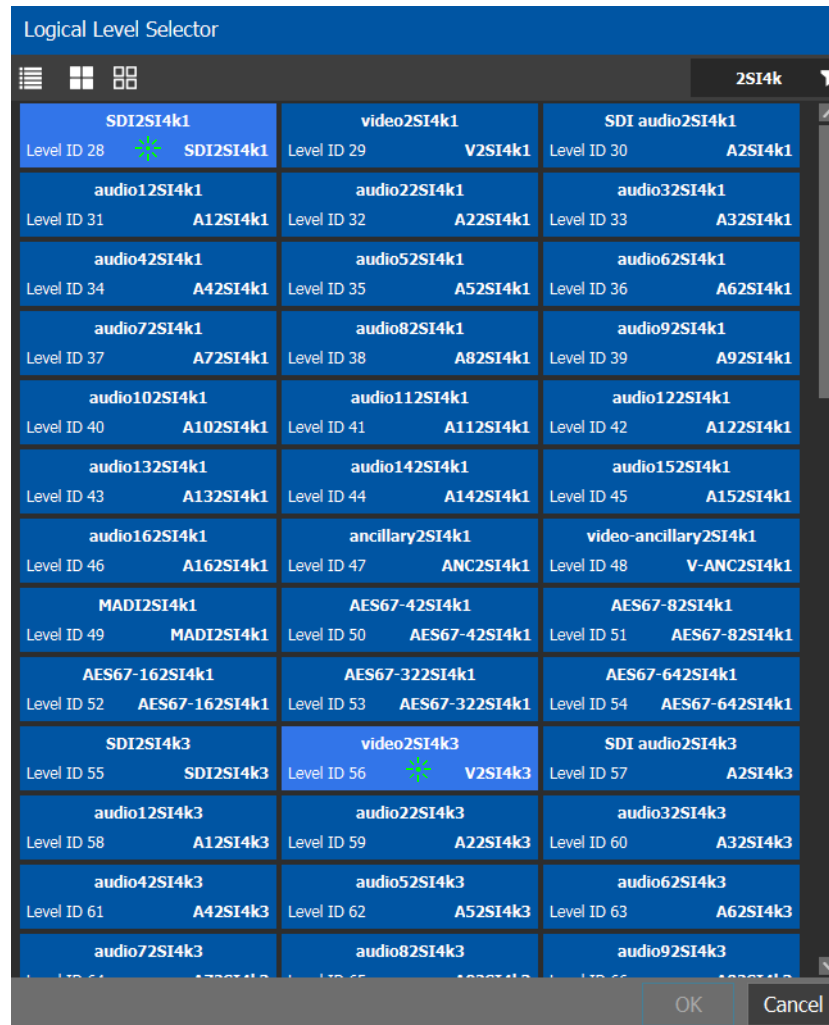 Logical Level Selector
2SI4k
SDI2SI4k1 video2SI4k1 SDI audio2SI4k1
Level ID 28 SDI2SI4k1 Level ID 29 V2SI4k1 Level ID 30 A2SI4k1
audio12SI4k1 audio22SI4k1 audio32SI4k1
Level ID 31 A12SI4k1 Level ID 32 A22SI4k1 Level ID 33 A32SI4k1
audio42SI4k1 audio52SI4k1 audio62SI4k1
Level ID 34 A42SI4k1 Level ID 35 A52SI4k1 Level ID 36 A62SI4k1
audio72SI4k1 audio82SI4k1 audio92SI4k1
Level ID 37 A72SI4k1 Level ID 38 A82SI4k1 Level ID 39 A92SI4k1
audio102SI4k1 audio112SI4k1 audio122SI4k1
Level ID 40 A102SI4k1 Level ID 41 A112SI4k1 Level ID 42 A122SI4k1
audio132SI4k1 audio142SI4k1 audio152SI4k1
Level ID 43 A132SI4k1 Level ID 44 A142SI4k1 Level ID 45 A152SI4k1
audio162SI4k1 ancillary2SI4k1 video-ancillary2SI4k1
Level ID 46 A162SI4k1 Level ID 47 ANC2SI4k1 Level ID 48 V-ANC2SI4k1
MADI2SI4k1 AES67-42SI4k1 AES67-82SI4k1
Level ID 49 MADI2SI4k1 Level ID 50 AES67-42SI4k1 Level ID 51 AES67-82SI4k1
AES67-162SI4k1 AES67-322SI4k1 AES67-642SI4k1
Level ID 52 AES67-162SI4k1 Level ID 53 AES67-322SI4k1 Level ID 54 AES67-642SI4k1
SDI2SI4k3 video2SI4k3 SDI audio2SI4k3
Level ID 55 SDI2SI4k3 Level ID 56 V2SI4k3 Level ID 57 A2SI4k3
audio12SI4k3 audio22SI4k3 audio32SI4k3
Level ID 58 A12SI4k3 Level ID 59 A22SI4k3 Level ID 60 A32SI4k3
audio42SI4k3 audio52SI4k3 audio62SI4k3
Level ID 61 A42SI4k3 Level ID 62 A52SI4k3 Level ID 63 A62SI4k3
audio72SI4k3 audio82SI4k3 audio92SI4k3
OK Cancel